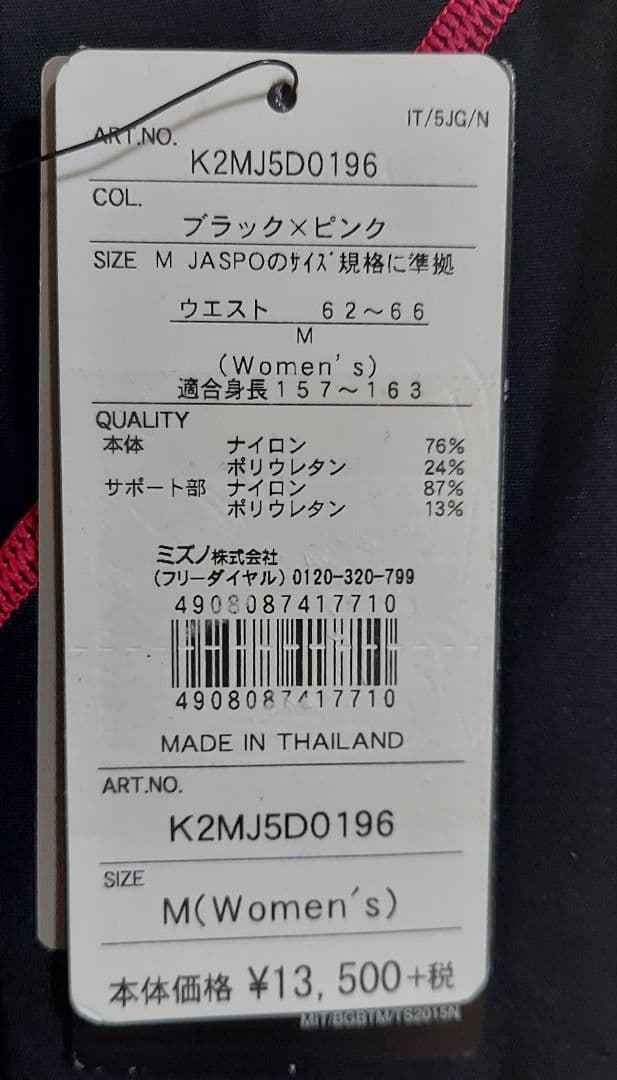 IT/5JG/N
ART.NO.
K2MJ5D0196
COL.
ブラック×ピンク
SIZE M JASPOのｻｲｽﾞ規格に準拠
ウエスト 62～66
M
(Women's)
適合身長157～163
QUALITY
本体 ナイロン 76%
ポリウレタン 24%
サポート部 ナイロン 87%
ポリウレタン 13%
ミズノ株式会社
(フリーダイヤル) 0120-320-799
4908087417710
4908087417710
MADE IN THAILAND
ART.NO.
K2MJ5D0196
SIZE
M(Women's)
本体価格 ¥13,500+税